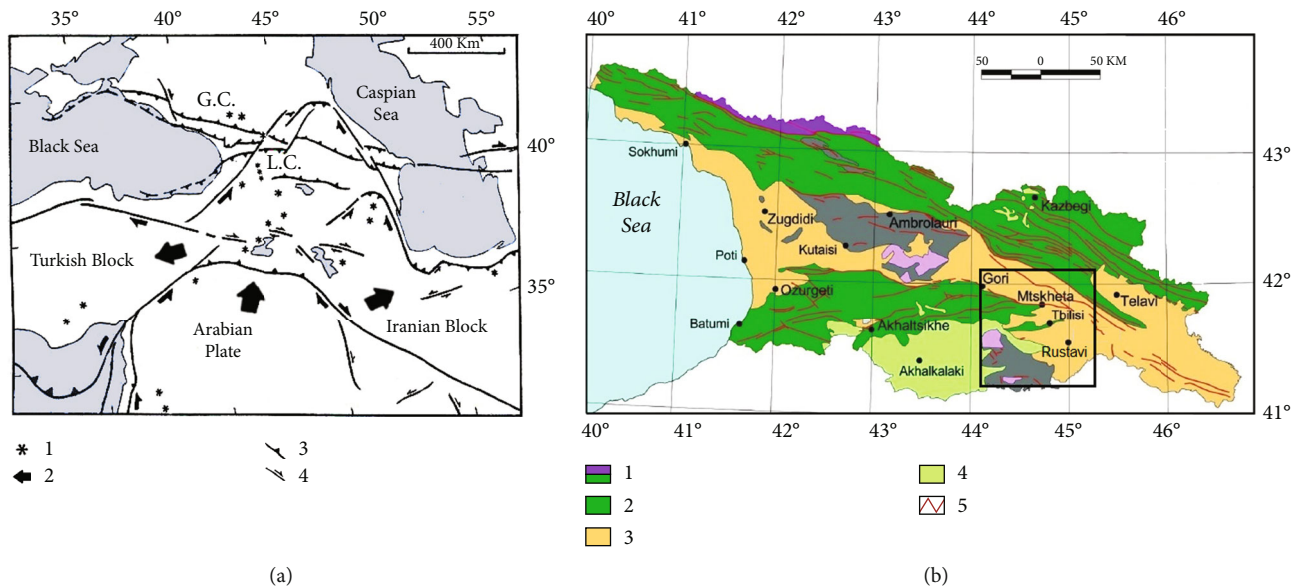 35° 40° 45° 50° 55°
400 Km
G.C.
Caspian
Sea
Black Sea
40°
L.C.
Turkish Block
35°
Arabian
Plate
Iranian Block
1
2
3
4
(a)
40° 41° 42° 43° 44° 45° 46°
50 0 50 KM
Sokhumi
43°
Black
Sea
Kazbegi
Zugdidi
Ambrolauri
Kutaisi
Poti
42°
Gori
Ozurgeti
Mtskheta
Telavi
Tbilisi
Batumi
Akhaltsikhe
Rustavi
Akhalkalaki
41°
40° 41° 42° 43° 44° 45° 46°
1
2
3
4
5
(b)